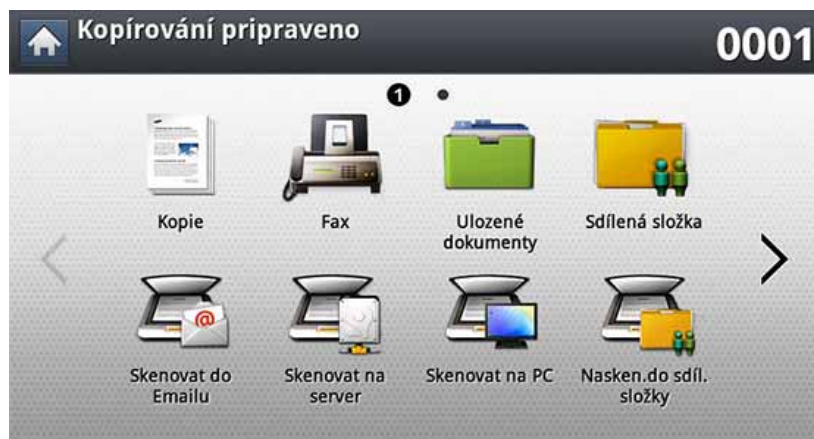 Kopírování pripraveno
0001
1
Kopie
Fax
Ulozené
dokumenty
Sdílená složka
Skenovat do
Emailu
Skenovat na
server
Skenovat na PC
Nasken.do sdíl.
složky
@